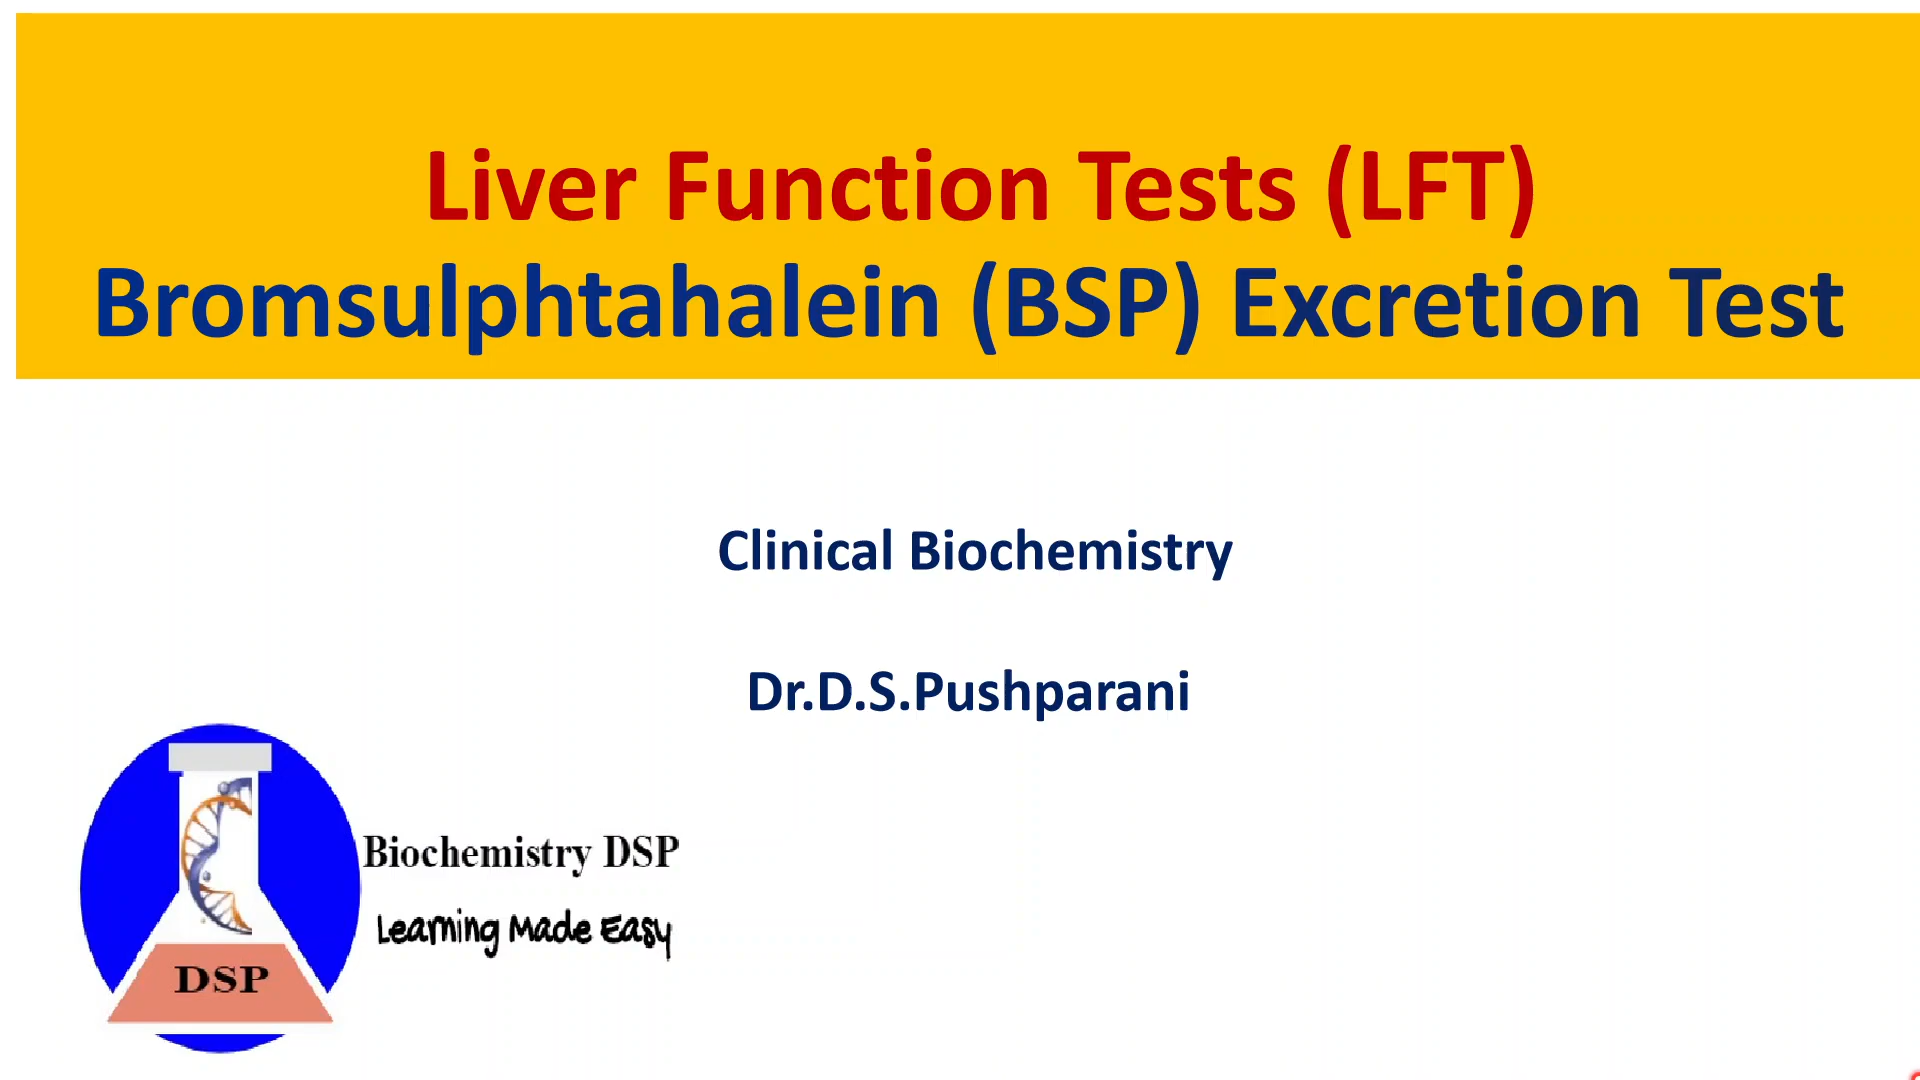 Liver Function Tests (LFT)
Bromsulphtahalein (BSP) Excretion Test
Clinical Biochemistry
Dr.D.S.Pushparani
Biochemistry DSP
Learning Made Easy
DSP